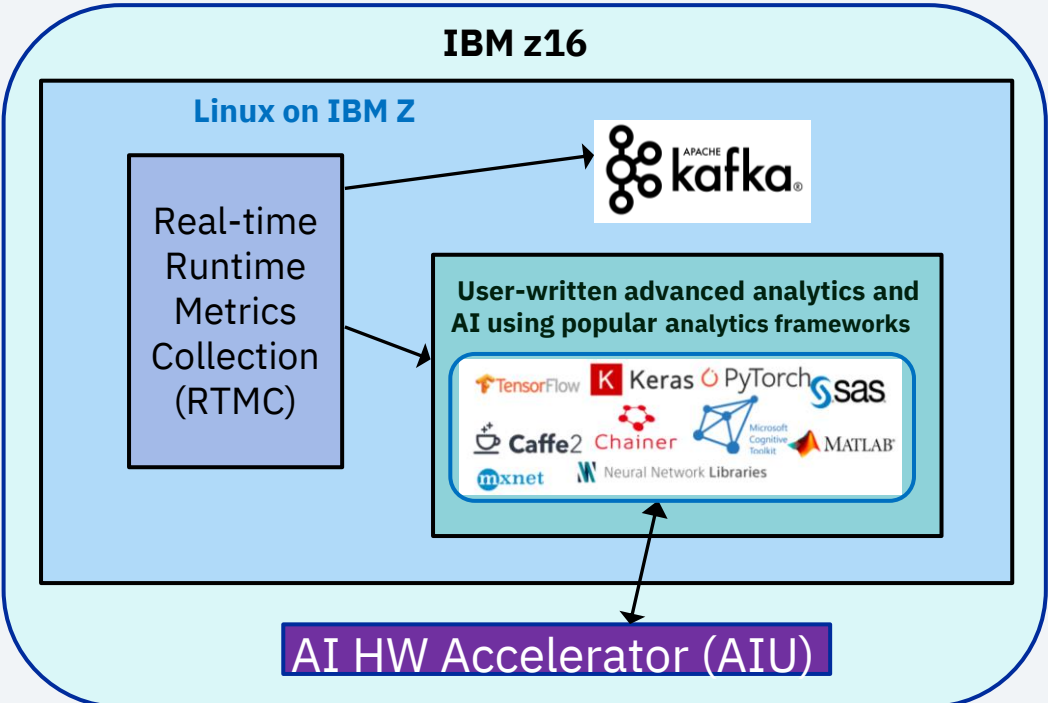 IBM z16
Linux on IBM Z
APACHE
kafka®
Real-time
Runtime
Metrics
Collection
(RTMC)
User-written advanced analytics and
AI using popular analytics frameworks
TensorFlow K Keras PyTorch sas
Caffe2 Chainer Microsoft Cognitive Toolkit MATLAB®
mxnet N Neural Network Libraries
AI HW Accelerator (AIU)